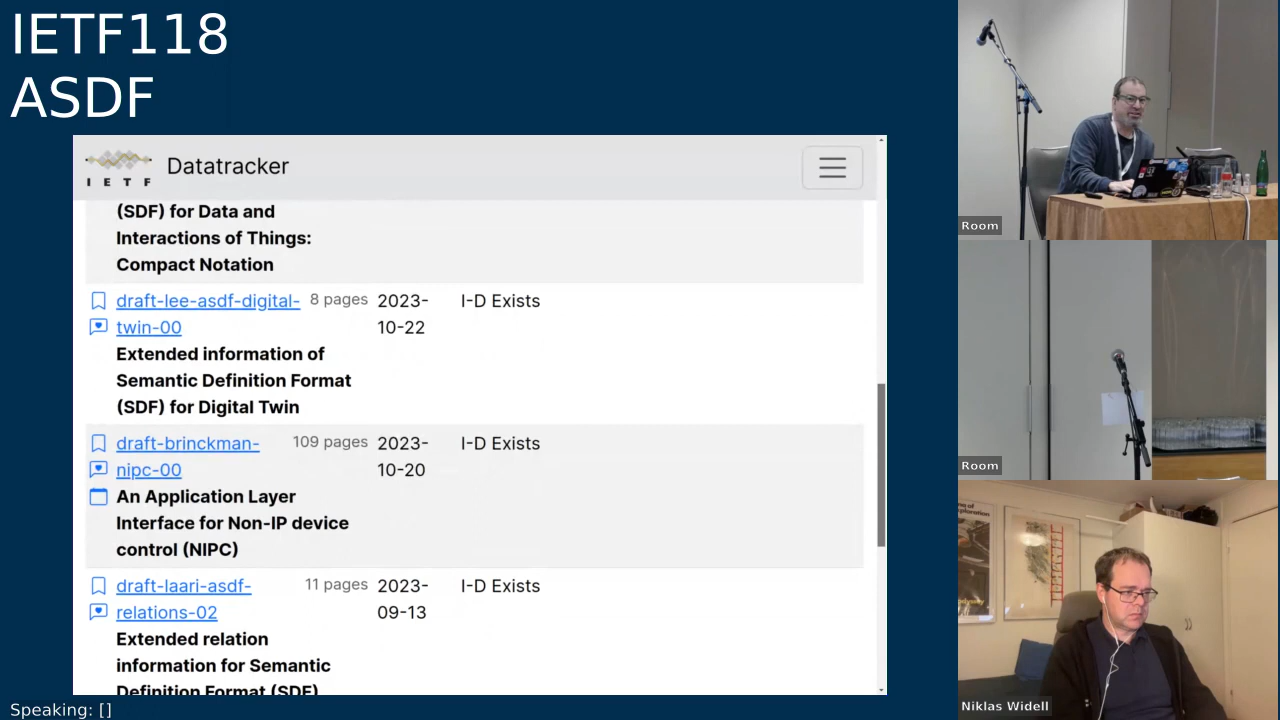 IETF118
ASDF
I E T F
Datatracker
(SDF) for Data and
Interactions of Things:
Compact Notation
draft-lee-asdf-digital-
twin-00
8 pages
2023-
10-22
I-D Exists
Extended information of
Semantic Definition Format
(SDF) for Digital Twin
draft-brinckman-
nipc-00
109 pages
2023-
10-20
I-D Exists
An Application Layer
Interface for Non-IP device
control (NIPC)
draft-laari-asdf-
relations-02
11 pages
2023-
09-13
I-D Exists
Extended relation
information for Semantic
Definition Format (SDF)
Speaking: []
Room
Room
Niklas Widell